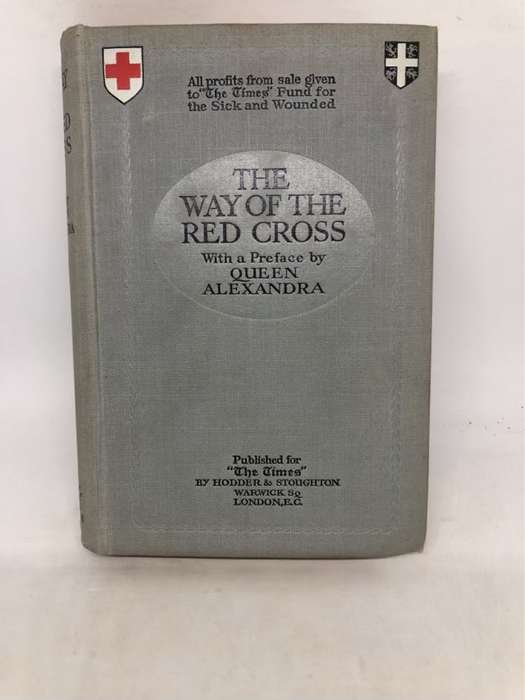 All profits from sale given
to "The Times" Fund for
the Sick and Wounded
THE
WAY OF THE
RED CROSS
With a Preface by
QUEEN
ALEXANDRA
Published for
"The Times"
BY HODDER & STOUGHTON
WARWICK SQ
LONDON, E.C.